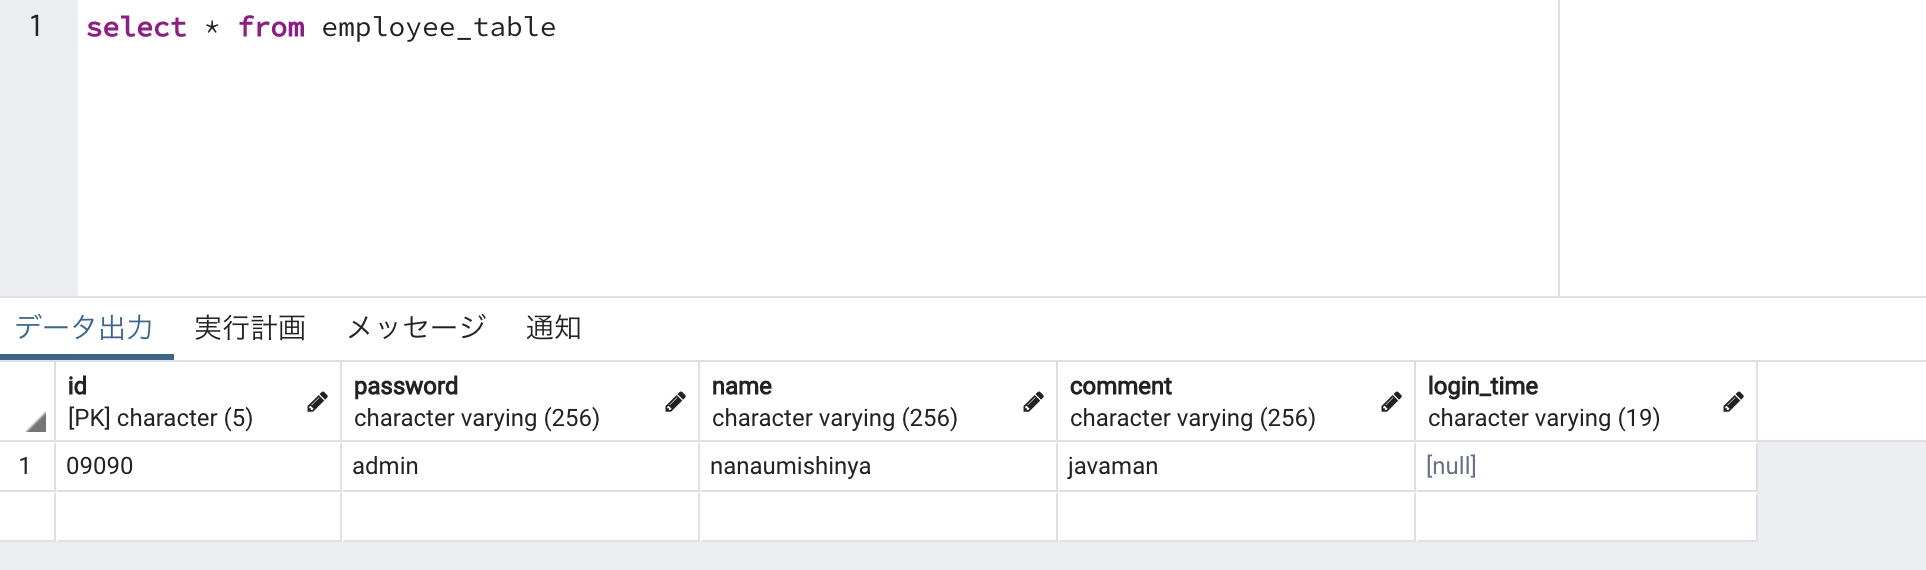 1 select * from employee_table
データ出力 実行計画 メッセージ 通知
id password name comment login_time
[PK] character (5) character varying (256) character varying (256) character varying (256) character varying (19)
1 09090 admin nanaumishinya javaman [null]